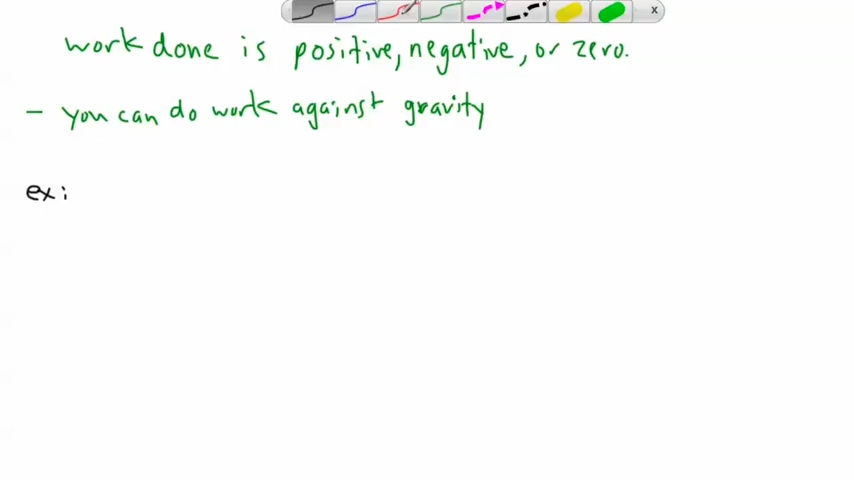 work done is positive, negative, or zero.
- you can do work against gravity
ex: